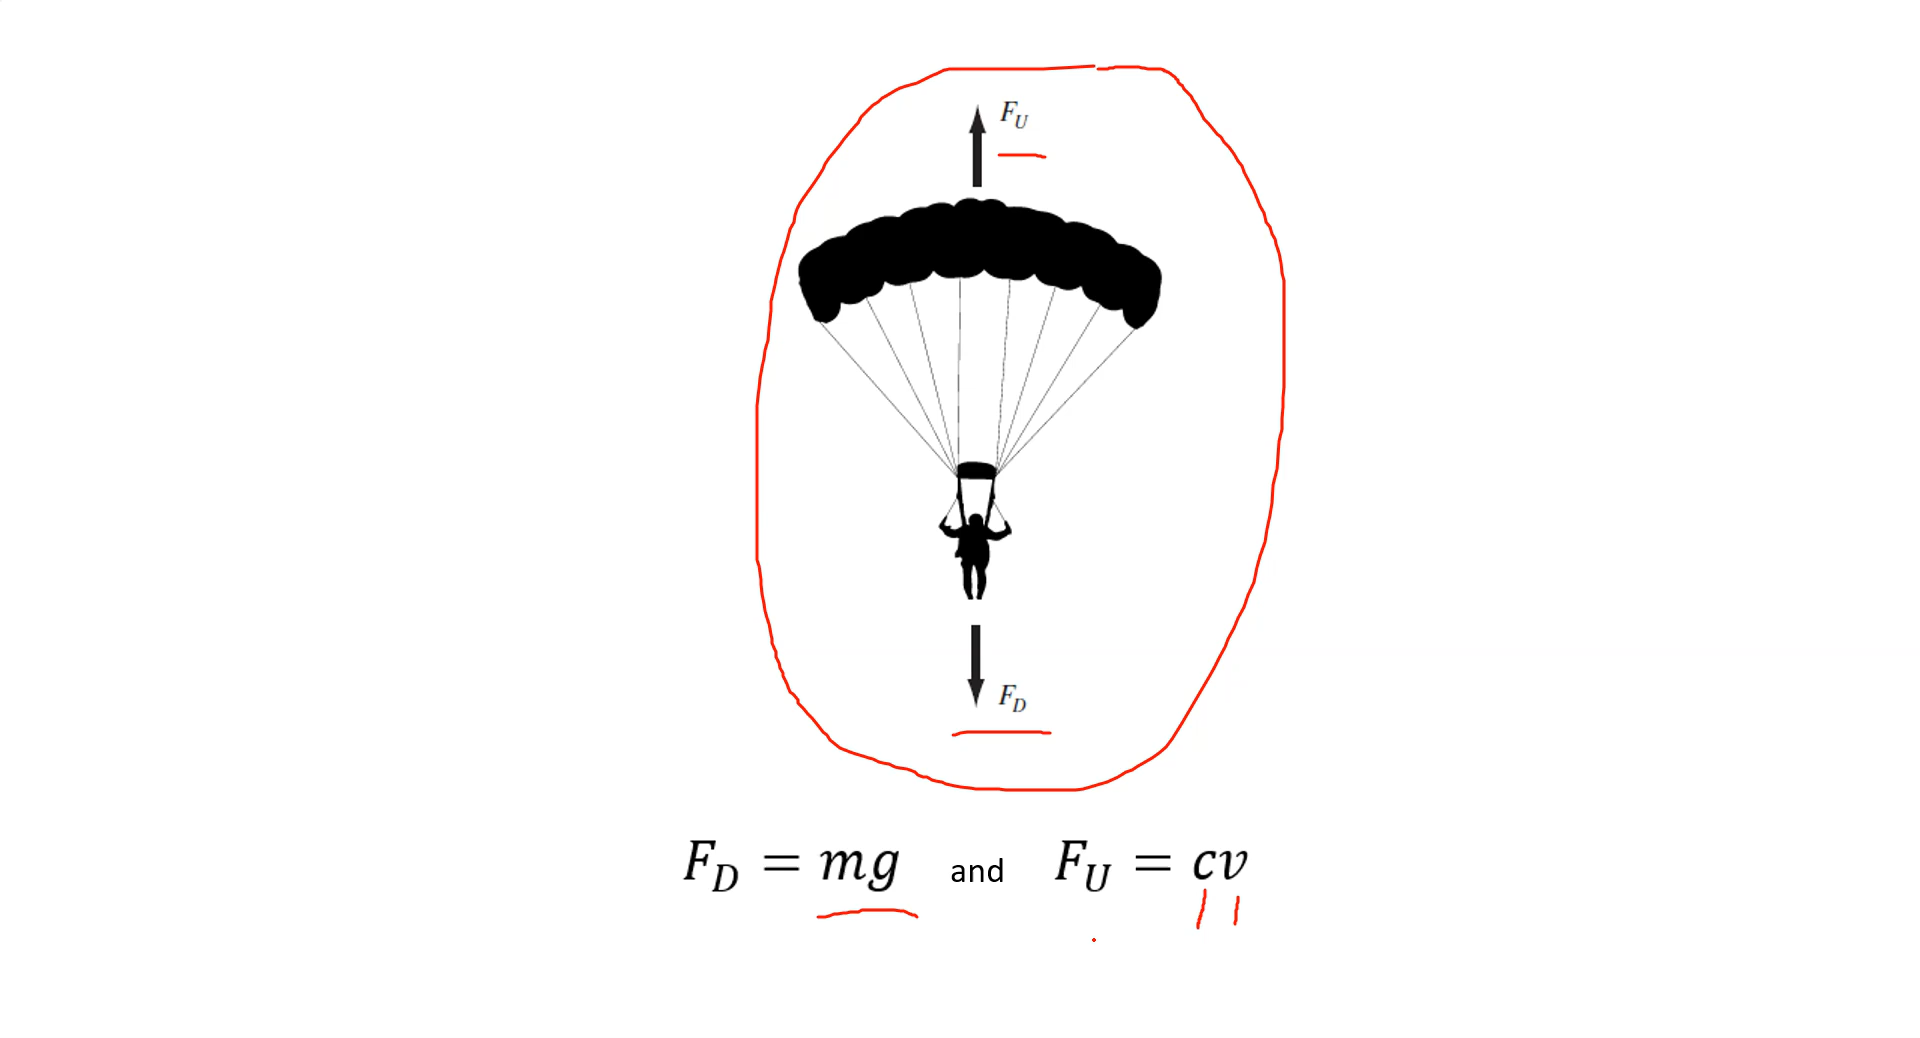 F_U
F_D
F_D = mg and F_U = cv